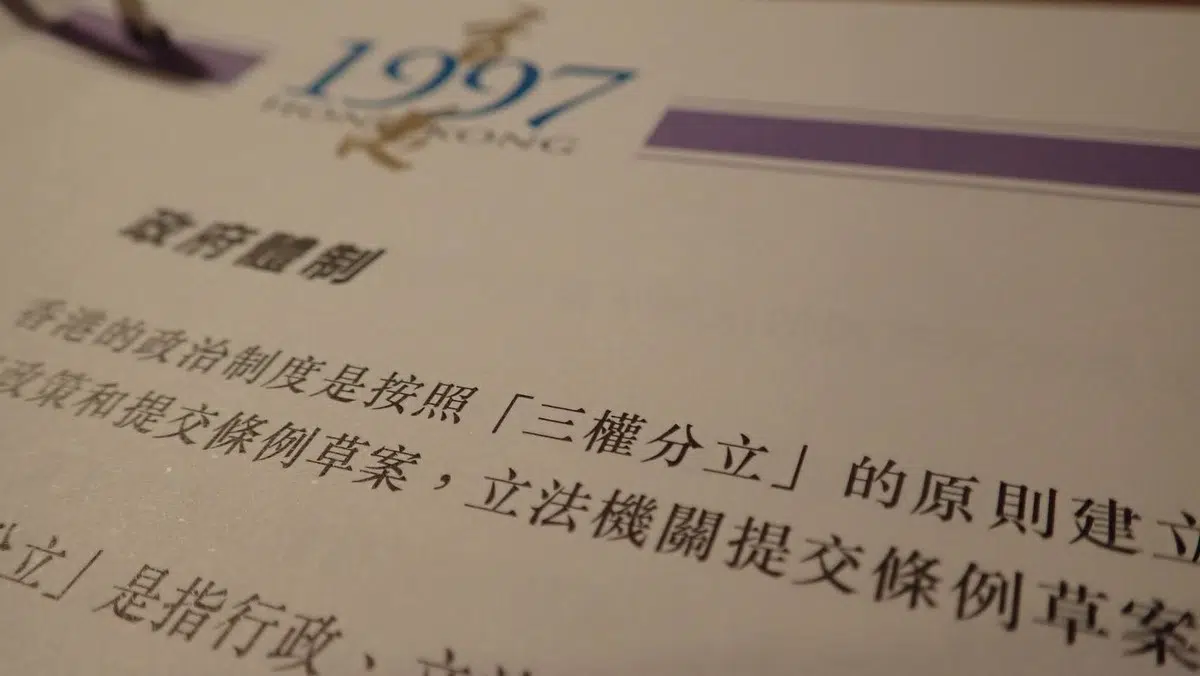 1997
HONG KONG
政府體制
香港的政治制度是按照「三權分立」的原則建立
政策和提交條例草案,立法機關提交條例草案
分立」是指行政、立